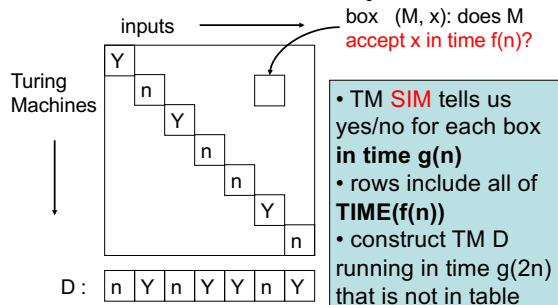 inputs
box (M, x): does M
accept x in time f(n)?
Turing
Machines
Y
n
Y
n
n
Y
n
• TM SIM tells us
yes/no for each box
in time g(n)
• rows include all of
TIME(f(n))
• construct TM D
running in time g(2n)
that is not in table
D : n Y n Y Y n Y